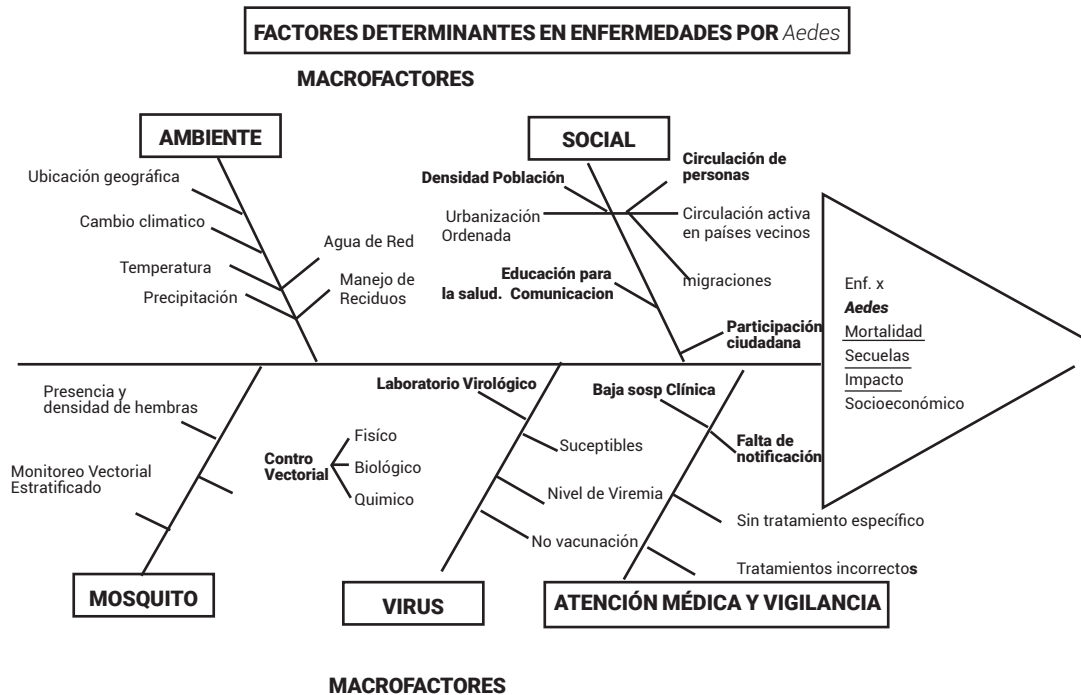 FACTORES DETERMINANTES EN ENFERMEDADES POR Aedes
MACROFACTORES
AMBIENTE
Ubicación geográfica
Cambio climatico
Temperatura
Precipitación
Agua de Red
Manejo de
Reciduos
SOCIAL
Densidad Población
Urbanización
Ordenada
Educación para
la salud. Comunicacion
Circulación de
personas
Circulación activa
en países vecinos
migraciones
Participación
ciudadana
Enf. x
Aedes
Mortalidad
Secuelas
Impacto
Socioeconómico
Presencia y
densidad de hembras
Monitoreo Vectorial
Estratificado
Contro
Vectorial
Fisíco
Biológico
Quimico
MOSQUITO
Laboratorio Virológico
Suceptibles
Nivel de Viremia
No vacunación
VIRUS
Baja sosp Clínica
Falta de
notificación
Sin tratamiento específico
Tratamientos incorrectos
ATENCIÓN MÉDICA Y VIGILANCIA
MACROFACTORES